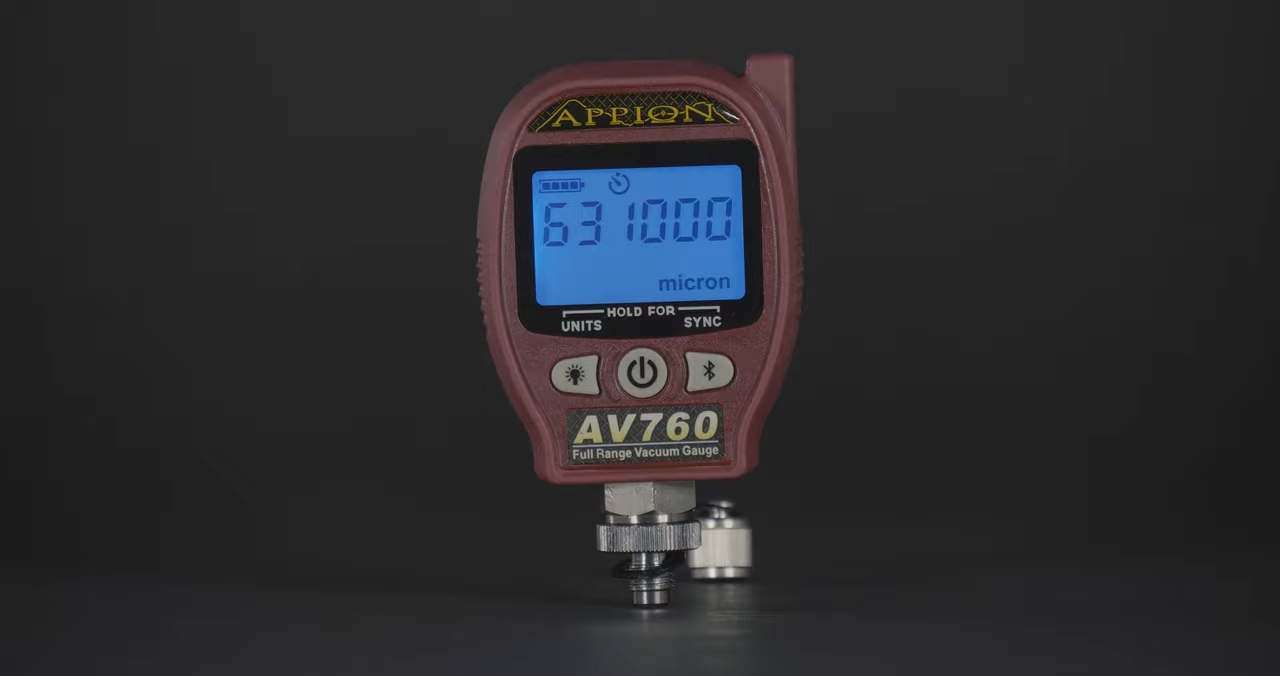 APPION
631000
micron
HOLD FOR
UNITS SYNC
AV760
Full Range Vacuum Gauge